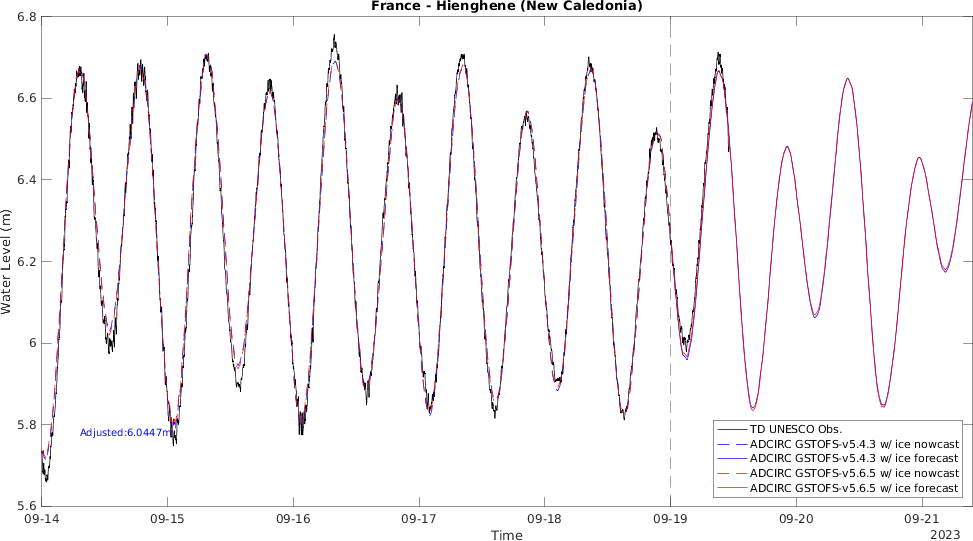 France - Hienghene (New Caledonia)
6.8
6.6
6.4
6.2
6
5.8
5.6
Water Level (m)
Adjusted:6.0447m
TD UNESCO Obs.
ADCIRC GSTOFS-v5.4.3 w/ ice nowcast
ADCIRC GSTOFS-v5.4.3 w/ ice forecast
ADCIRC GSTOFS-v5.6.5 w/ ice nowcast
ADCIRC GSTOFS-v5.6.5 w/ ice forecast
09-14 09-15 09-16 09-17 09-18 09-19 09-20 09-21
Time
2023